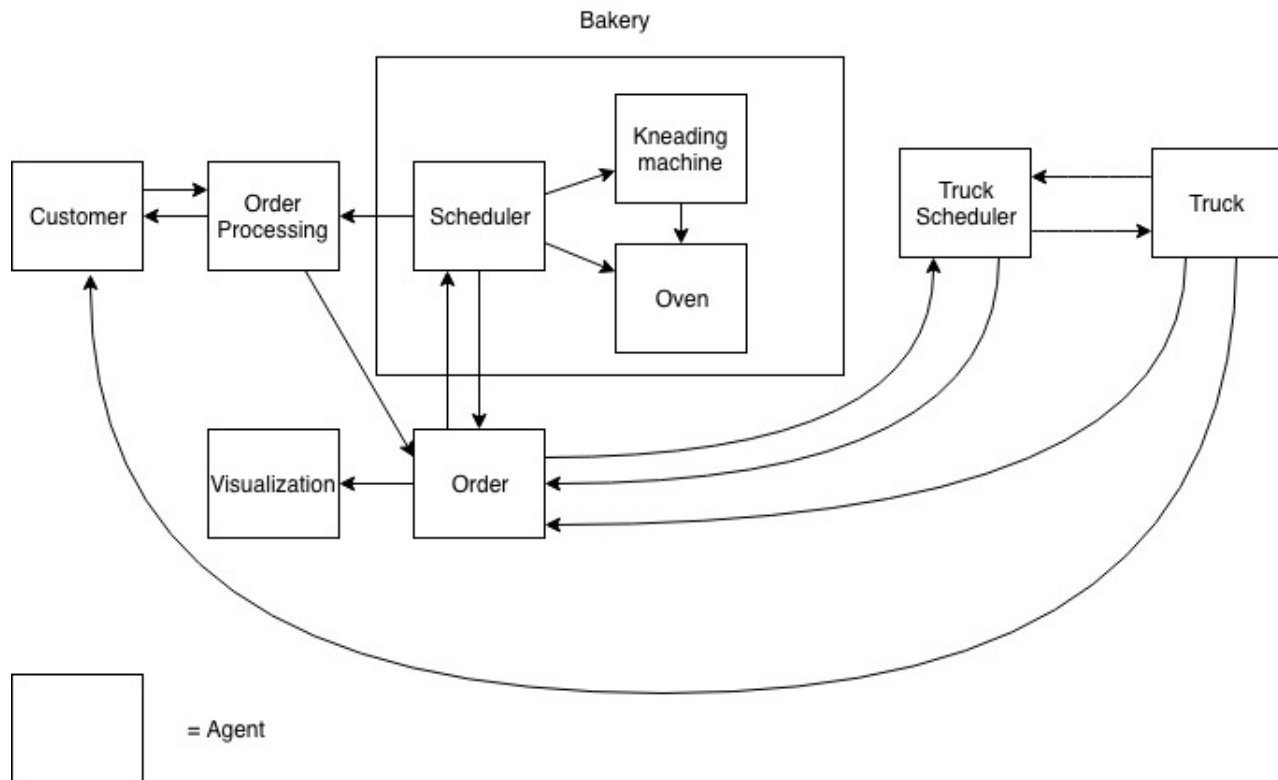 Bakery
Kneading
machine
Customer
Order
Processing
Scheduler
Truck
Scheduler
Truck
Oven
Visualization
Order
= Agent